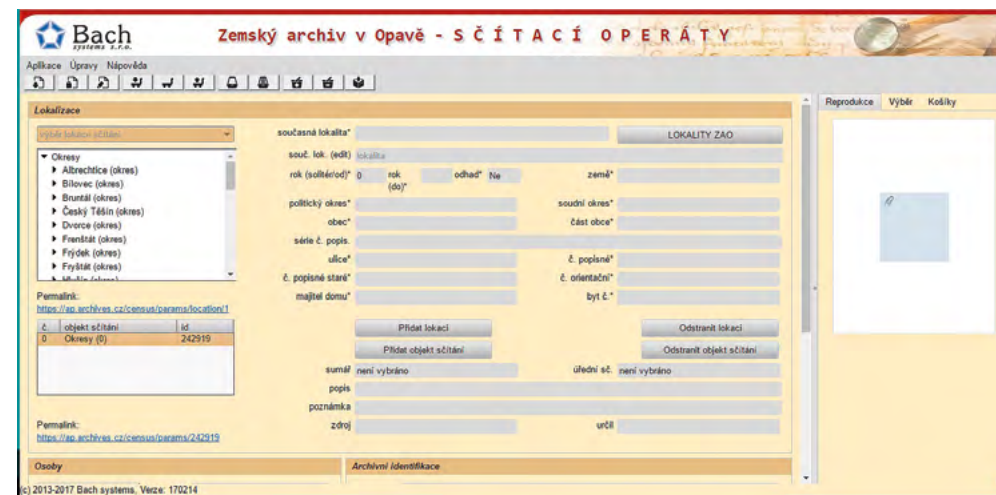 Bach
systems s.r.o.
Zemský archiv v Opavě - SČÍTACÍ OPERÁTY
Aplikace Úpravy Nápověda
Lokalizace
výběr lokace sčítání
Okresy
Albrechtice (okres)
Bílovec (okres)
Bruntál (okres)
Český Těšín (okres)
Dvorce (okres)
Frenštát (okres)
Frýdek (okres)
Fryštát (okres)
Permalink:
https://ap.archives.cz/census/params/location/1
č. objekt sčítání id
0 Okresy (0) 242919
Permalink:
https://ap.archives.cz/census/params/242919
současná lokalita* LOKALITY ZAO
souč. lok. (edit) lokalita
rok (solitér/od)* 0 rok (do)* odhad* Ne země*
politický okres* soudní okres*
obec* část obce*
série č. popis.
ulice* č. popisné*
č. popisné staré* č. orientační*
majitel domu* byt č.*
Přidat lokaci Odstranit lokaci
Přidat objekt sčítání Odstranit objekt sčítání
sumář není vybráno úřední sč. není vybráno
popis
poznámka
zdroj určil
Osoby Archivní identifikace
Reprodukce Výběr Košíky
(c) 2013-2017 Bach systems, Verze: 170214